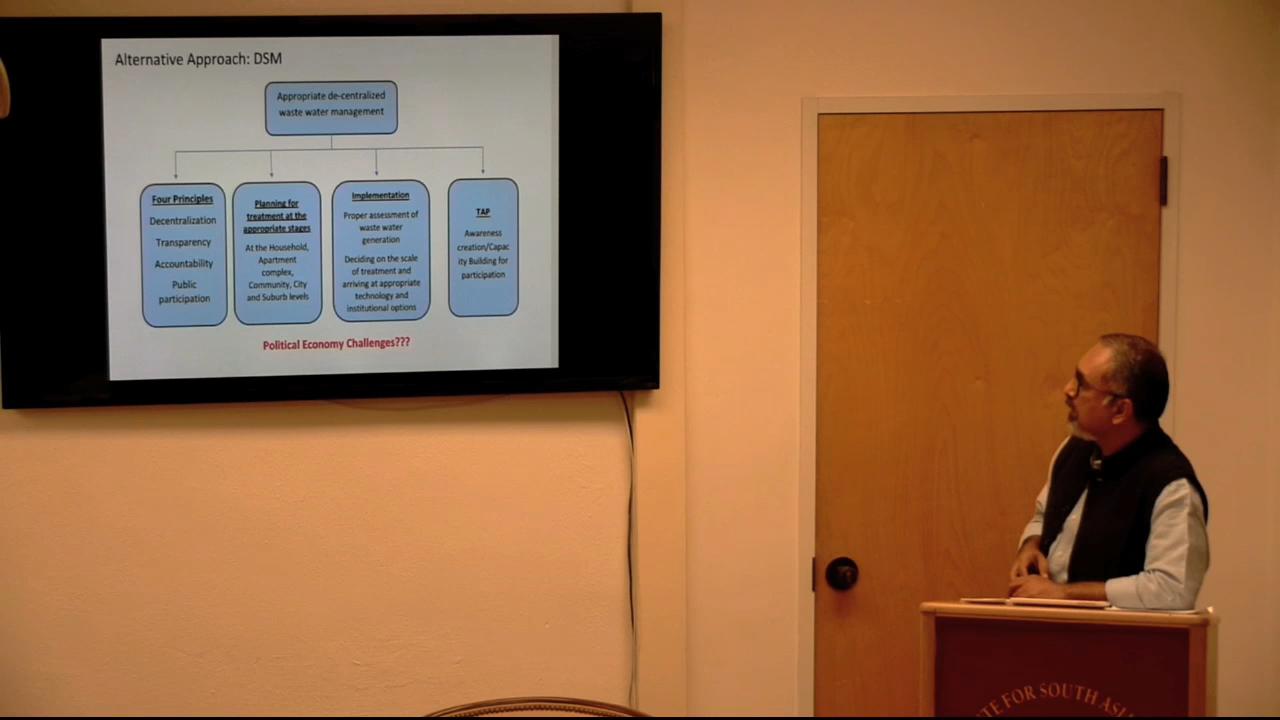 Alternative Approach: DSM
Appropriate de-centralized
waste water management
Four Principles
Decentralization
Transparency
Accountability
Public
participation
Planning for
treatment at the
appropriate stages
At the Household,
Apartment
complex,
Community, City
and Suburb levels
Implementation
Proper assessment of
waste water
generation
Deciding on the scale
of treatment and
arriving at appropriate
technology and
institutional options
TAP
Awareness
creation/Capac
ity Building for
participation
Political Economy Challenges???
FOR SOUTH